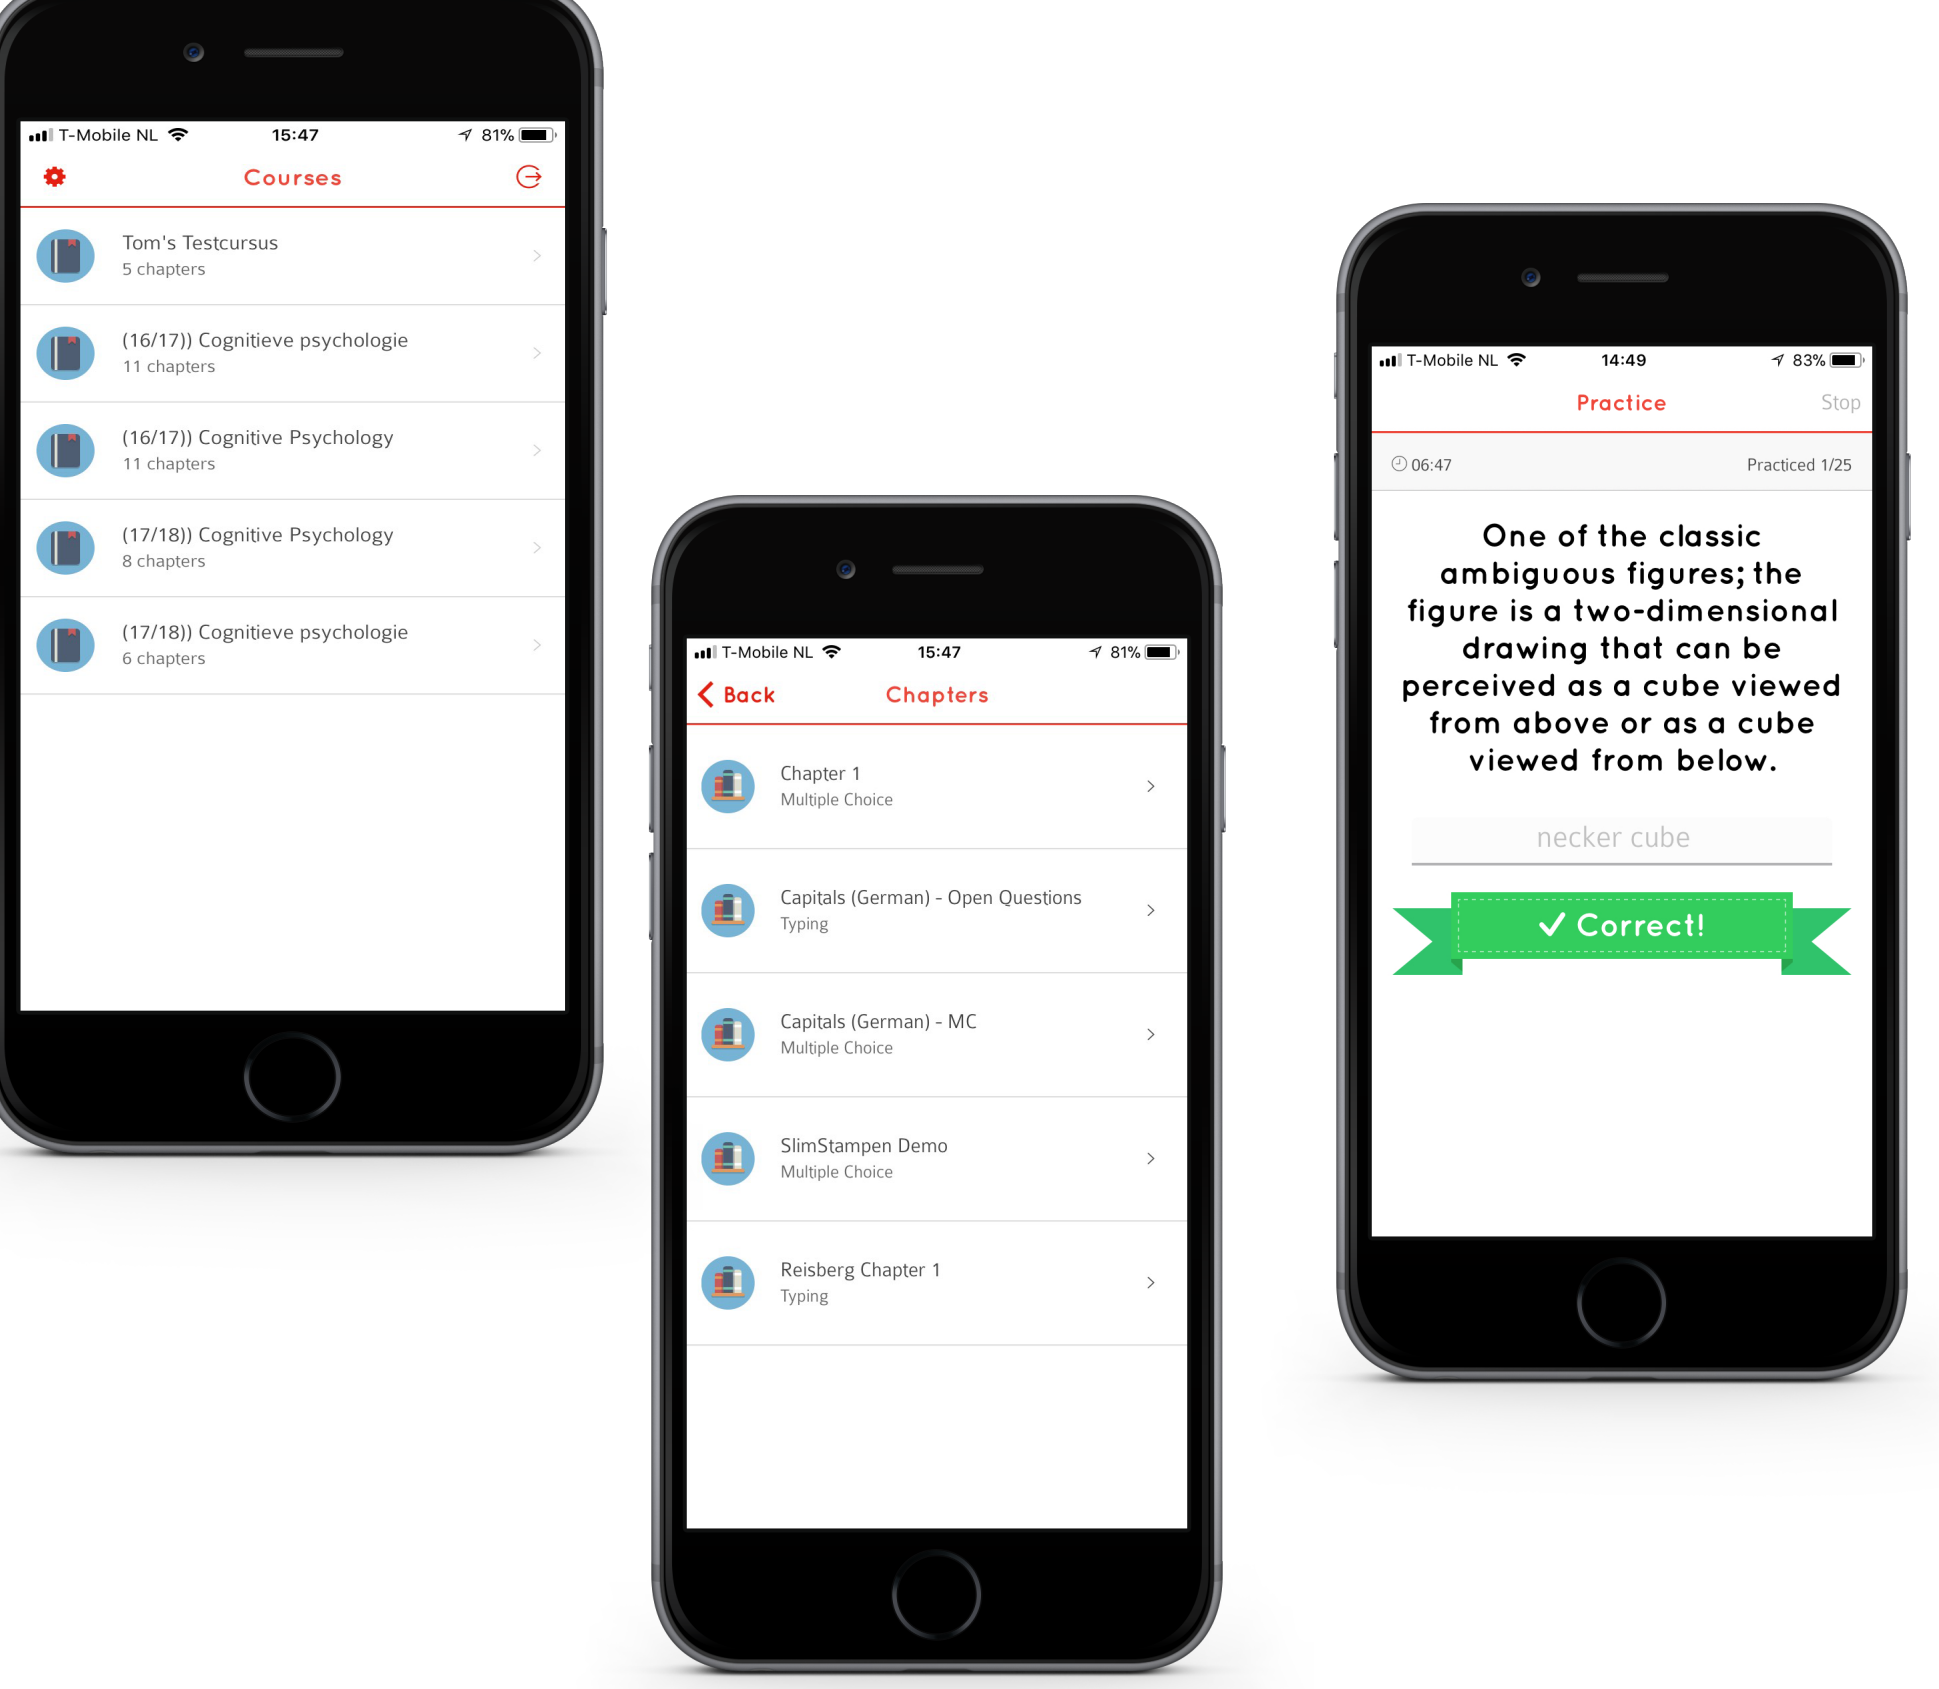 T-Mobile NL 15:47 81%
Courses
Tom's Testcursus
5 chapters
(16/17)) Cognitieve psychologie
11 chapters
(16/17)) Cognitive Psychology
11 chapters
(17/18)) Cognitive Psychology
8 chapters
(17/18)) Cognitieve psychologie
6 chapters
T-Mobile NL 15:47 81%
Back Chapters
Chapter 1
Multiple Choice
Capitals (German) - Open Questions
Typing
Capitals (German) - MC
Multiple Choice
SlimStampen Demo
Multiple Choice
Reisberg Chapter 1
Typing
T-Mobile NL 14:49 83%
Practice Stop
06:47 Practiced 1/25
One of the classic
ambiguous figures; the
figure is a two-dimensional
drawing that can be
perceived as a cube viewed
from above or as a cube
viewed from below.
necker cube
Correct!